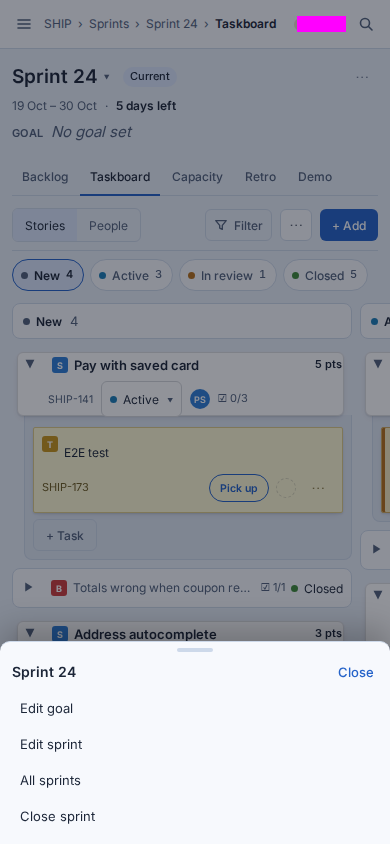 SHIP › Sprints › Sprint 24 › Taskboard
Sprint 24 ▾ Current ···
19 Oct – 30 Oct · 5 days left
GOAL No goal set
Backlog Taskboard Capacity Retro Demo
Stories People Filter ··· + Add
New 4 Active 3 In review 1 Closed 5
New 4 A
S Pay with saved card 5 pts
SHIP-141 Active ▾ PS ☑ 0/3
T E2E test
SHIP-173 Pick up ···
+ Task
B Totals wrong when coupon re... ☑ 1/1 Closed
S Address autocomplete 3 pts
Sprint 24 Close
Edit goal
Edit sprint
All sprints
Close sprint